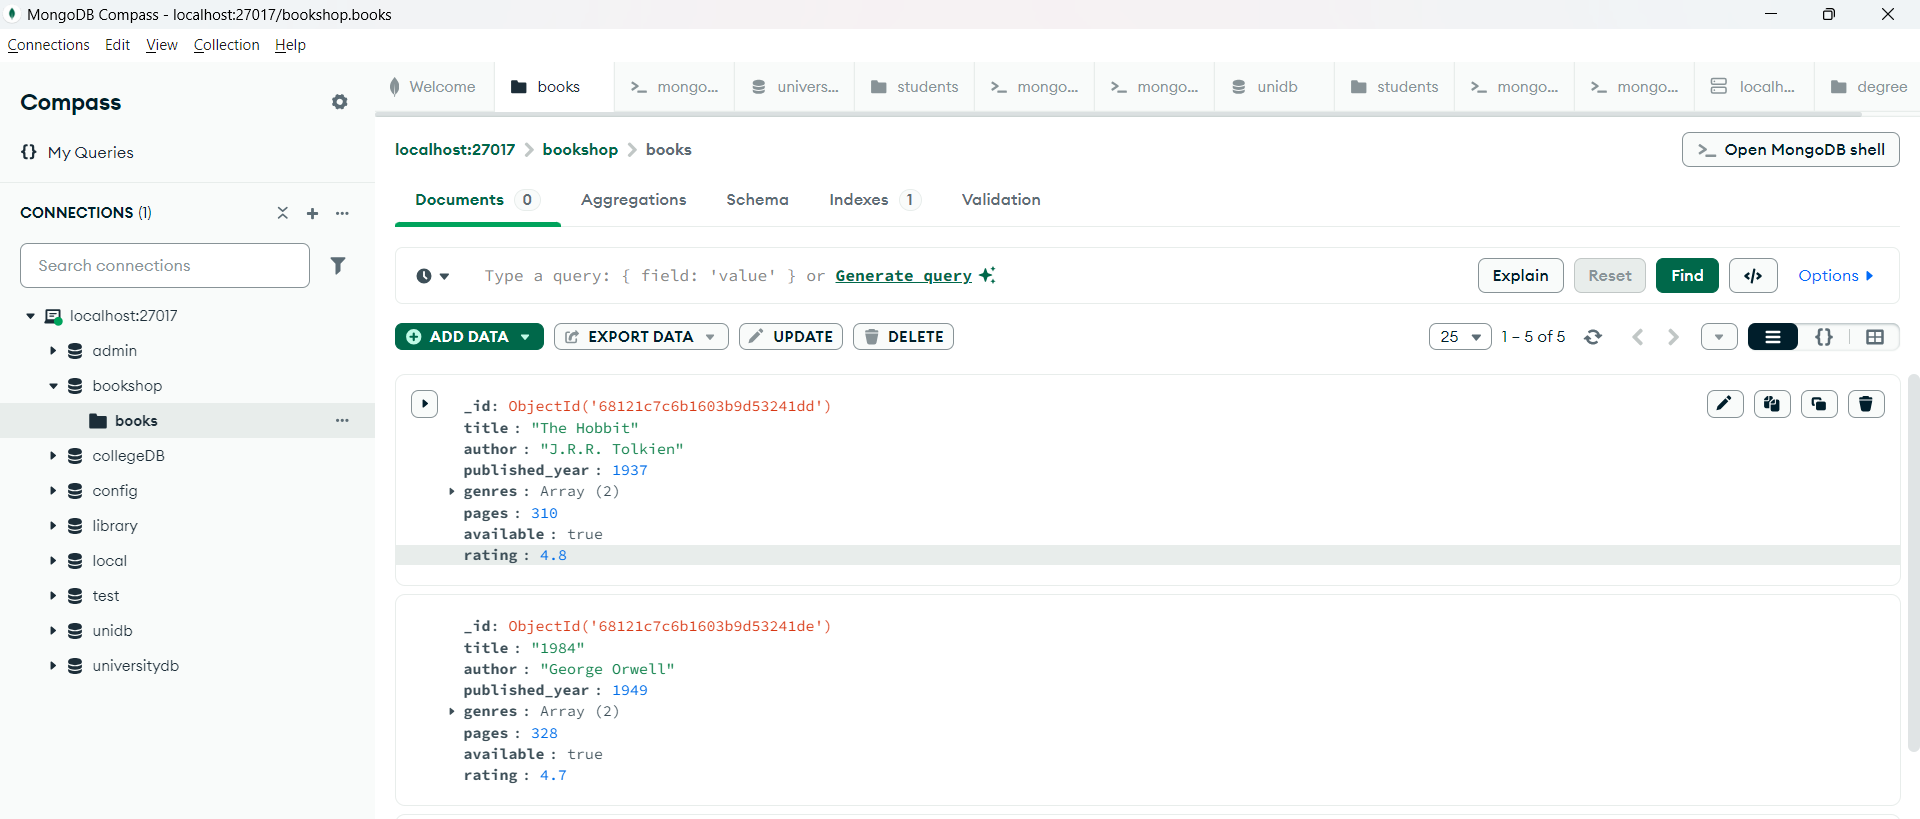 MongoDB Compass - localhost:27017/bookshop.books
Connections Edit View Collection Help
Compass
{} My Queries
CONNECTIONS (1)
Search connections
localhost:27017
admin
bookshop
books
collegeDB
config
library
local
test
unidb
universitydb
Welcome books >_ mongo... univers... students >_ mongo... >_ mongo... unidb students >_ mongo... >_ mongo... localh... degree
localhost:27017 > bookshop > books
>_ Open MongoDB shell
Documents 0 Aggregations Schema Indexes 1 Validation
Type a query: { field: 'value' } or Generate query
Explain Reset Find </> Options
ADD DATA EXPORT DATA UPDATE DELETE
25 1 – 5 of 5 {}
_id: ObjectId('68121c7c6b1603b9d53241dd')
title : "The Hobbit"
author : "J.R.R. Tolkien"
published_year : 1937
genres : Array (2)
pages : 310
available : true
rating : 4.8
_id: ObjectId('68121c7c6b1603b9d53241de')
title : "1984"
author : "George Orwell"
published_year : 1949
genres : Array (2)
pages : 328
available : true
rating : 4.7